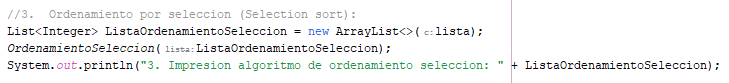 //3.  Ordenamiento por seleccion (Selection sort):
List<Integer> ListaOrdenamientoSeleccion = new ArrayList<>( c: lista);
OrdenamientoSeleccion( lista: ListaOrdenamientoSeleccion);
System.out.println("3. Impresion algoritmo de ordenamiento seleccion: " + ListaOrdenamientoSeleccion);